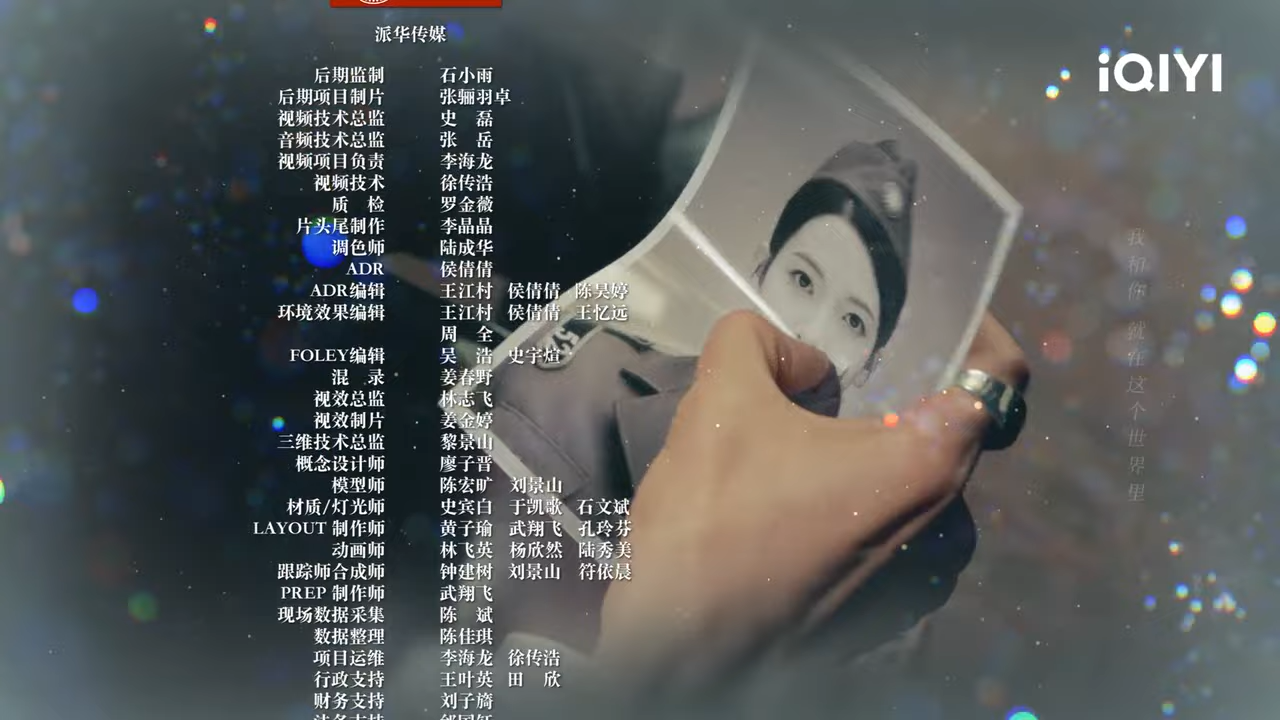 派华传媒
iQIYI
后期监制 石小雨
后期项目制片 张骊羽卓
视频技术总监 史 磊
音频技术总监 张 岳
视频项目负责 李海龙
视频技术 徐传浩
质 检 罗金薇
片头尾制作 李晶晶
调色师 陆成华
ADR 侯倩倩
ADR编辑 王江村 侯倩倩 陈昊婷
环境效果编辑 王江村 侯倩倩 王忆远
周 全
FOLEY编辑 吴 浩 史宇煊
混 录 姜春野
视效总监 林志飞
视效制片 姜金婷
三维技术总监 黎景山
概念设计师 廖子晋
模型师 陈宏旷 刘景山
材质/灯光师 史宾白 于凯歌 石文斌
LAYOUT 制作师 黄子瑜 武翔飞 孔玲芬
动画师 林飞英 杨欣然 陆秀美
跟踪师合成师 钟建树 刘景山 符依晨
PREP 制作师 武翔飞
现场数据采集 陈 斌
数据整理 陈佳琪
项目运维 李海龙 徐传浩
行政支持 王叶英 田 欣
财务支持 刘子旖
我和你 就在这个世界里
55